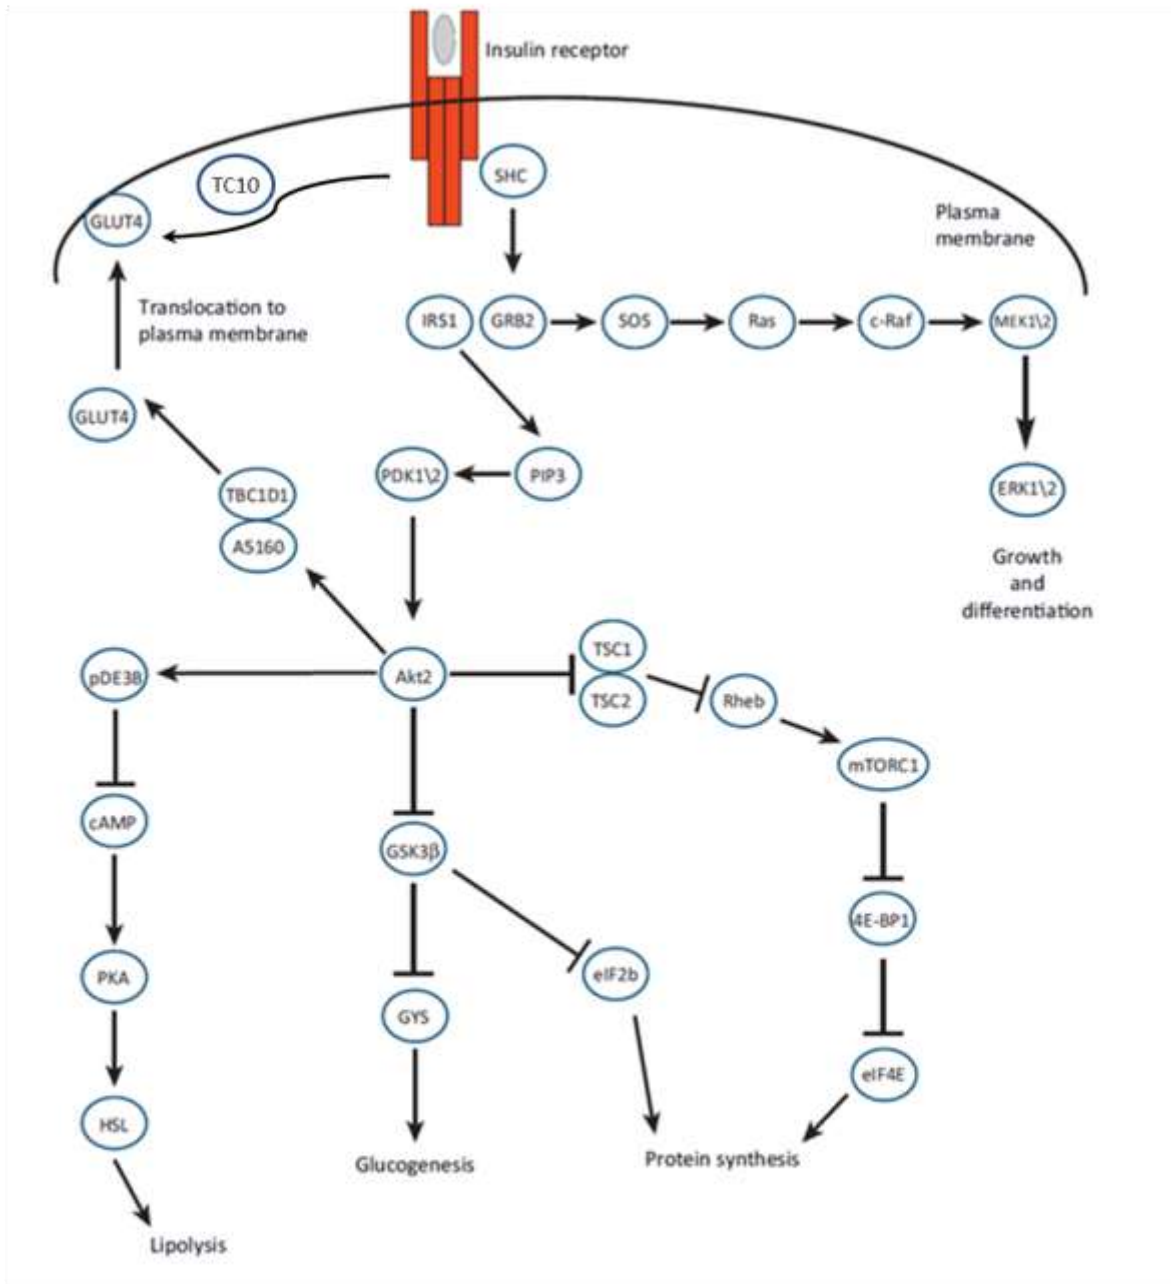 Insulin receptor
SHC
TC10
GLUT4
Plasma
membrane
Translocation to
plasma membrane
IRS1
GRB2
SOS
Ras
c-Raf
MEK1\2
GLUT4
PDK1\2
PIP3
ERK1\2
TBC1D1
AS160
Growth
and
differentiation
pDE3B
Akt2
TSC1
TSC2
Rheb
mTORC1
cAMP
GSK3β
4E-BP1
PKA
eIF2b
GYS
eIF4E
HSL
Glucogenesis
Protein synthesis
Lipolysis